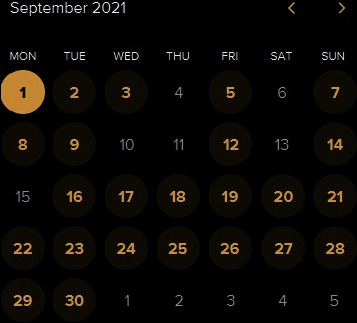 September 2021
MON TUE WED THU FRI SAT SUN
1 2 3 4 5 6 7
8 9 10 11 12 13 14
15 16 17 18 19 20 21
22 23 24 25 26 27 28
29 30 1 2 3 4 5